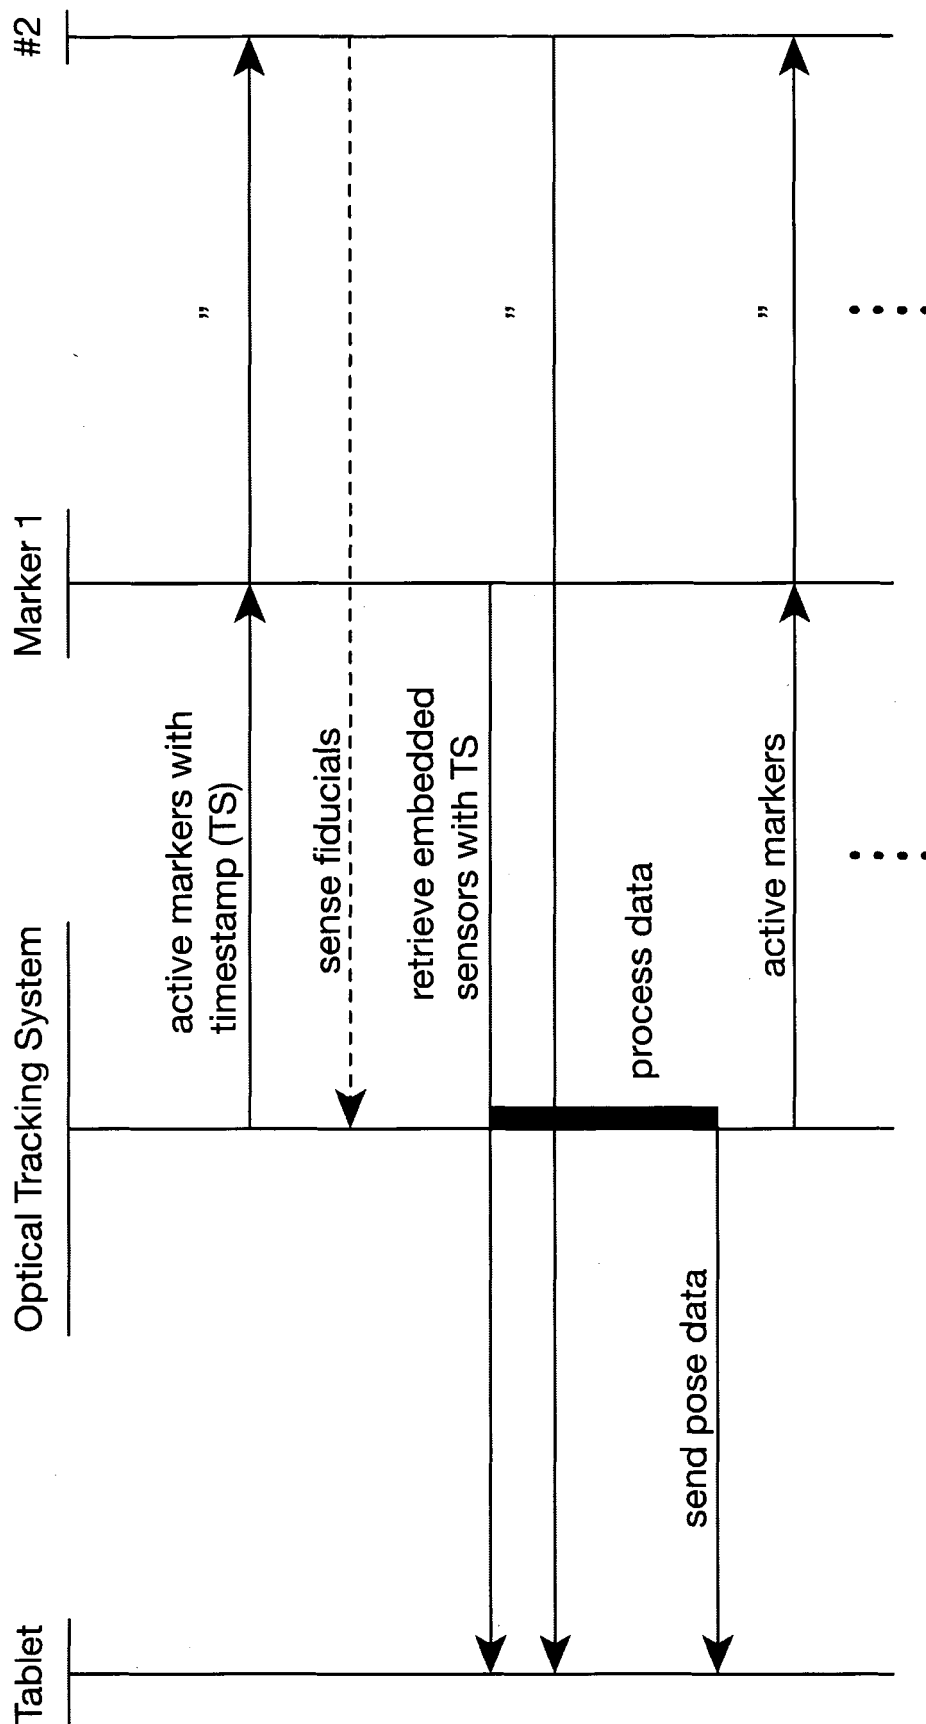 Tablet
Optical Tracking System
Marker 1
#2
active markers with
timestamp (TS)
"
sense fiducials
retrieve embedded
sensors with TS
"
process data
send pose data
active markers
"